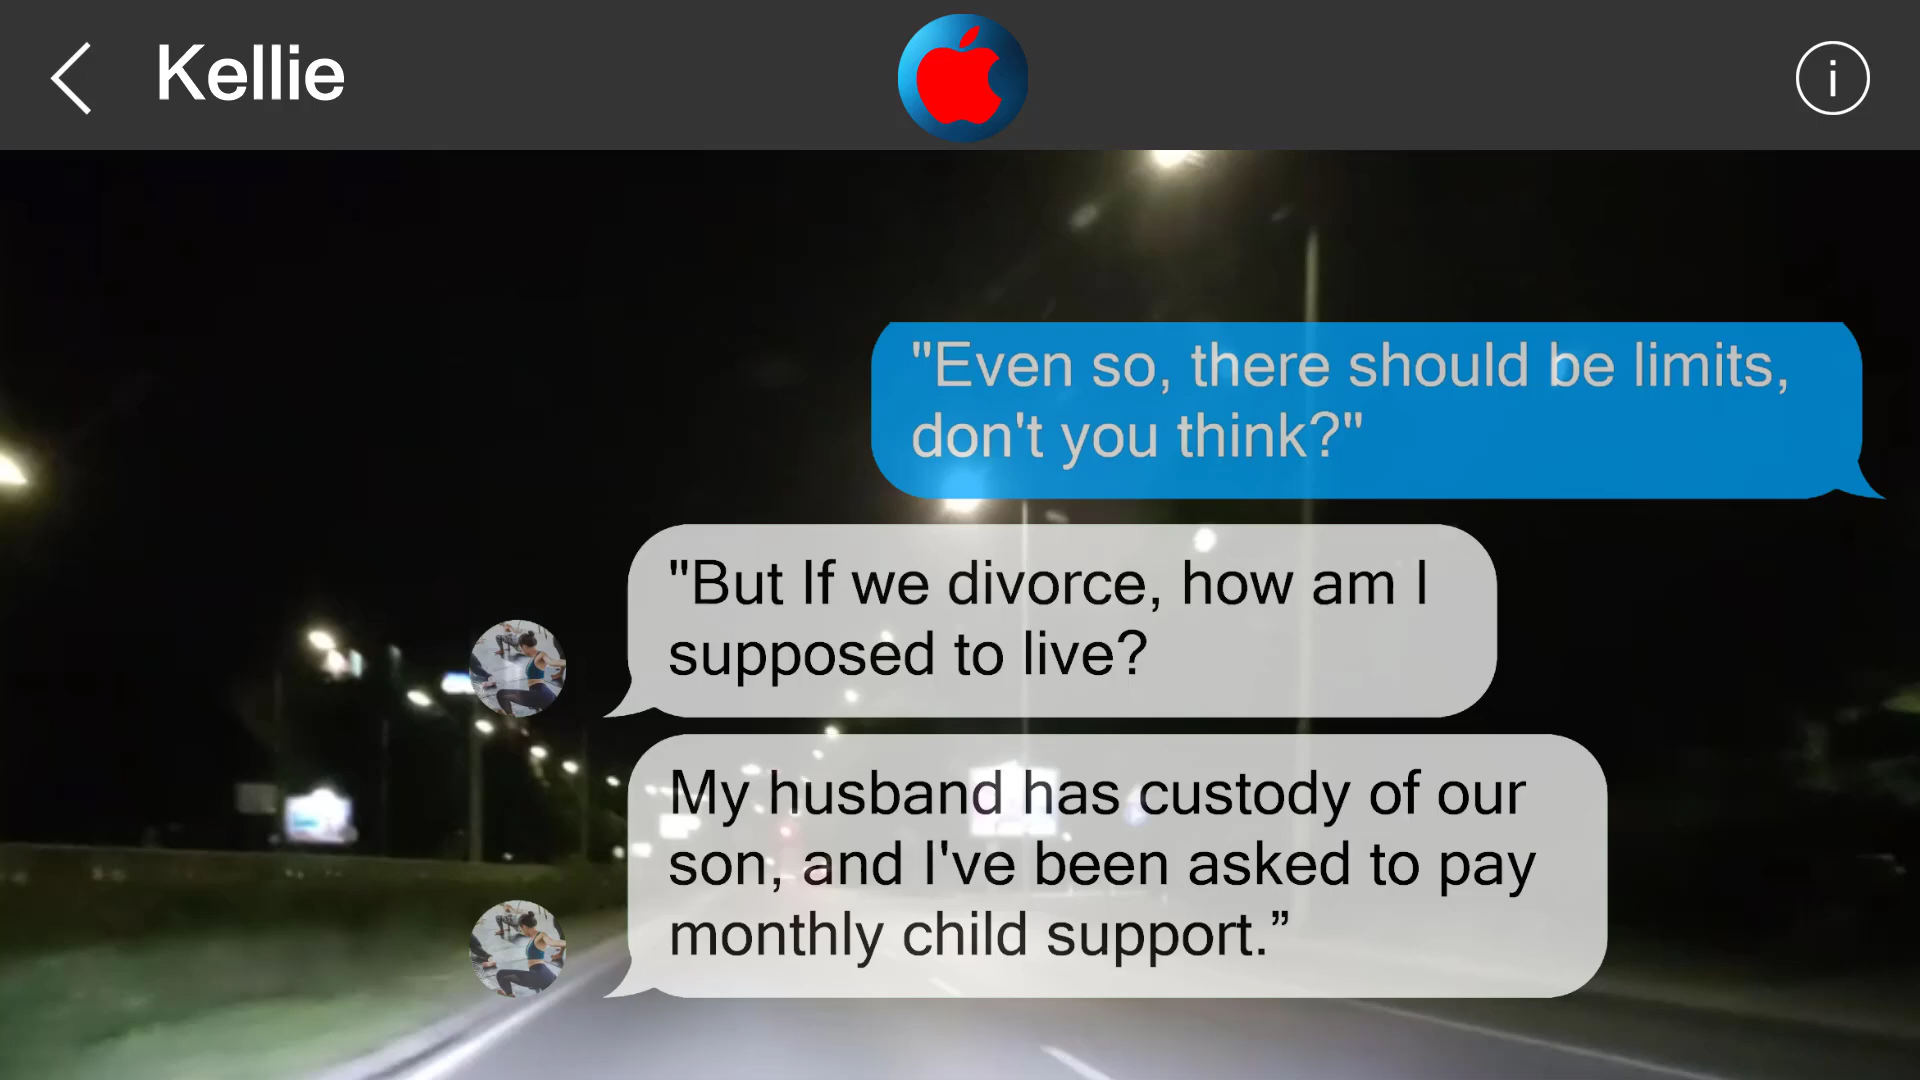 Kellie
i
"Even so, there should be limits,
don't you think?"
"But If we divorce, how am I
supposed to live?
My husband has custody of our
son, and I've been asked to pay
monthly child support.”